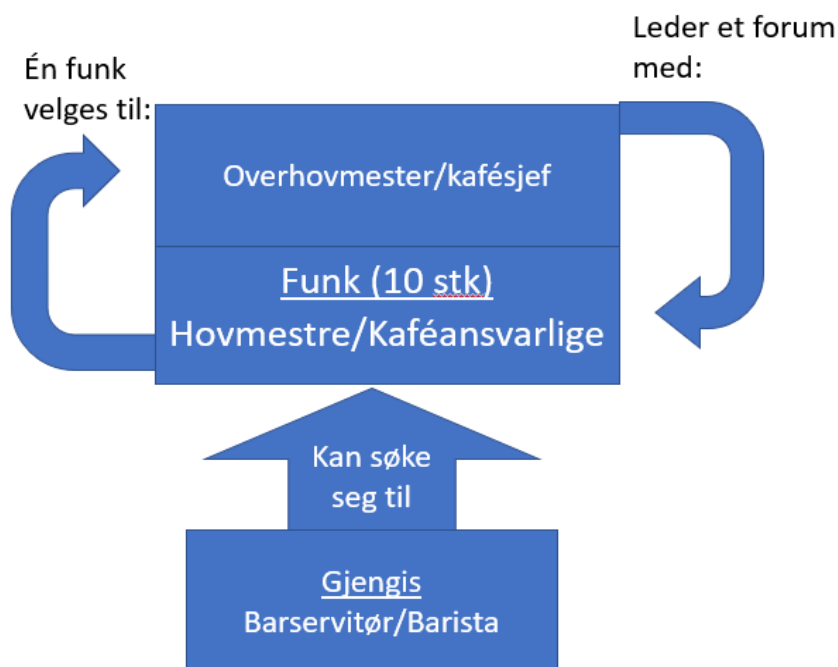 Leder et forum
med:
Én funk
velges til:
Overhovmester/kafésjef
Funk (10 stk)
Hovmestre/Kaféansvarlige
Kan søke
seg til
Gjengis
Barservitør/Barista